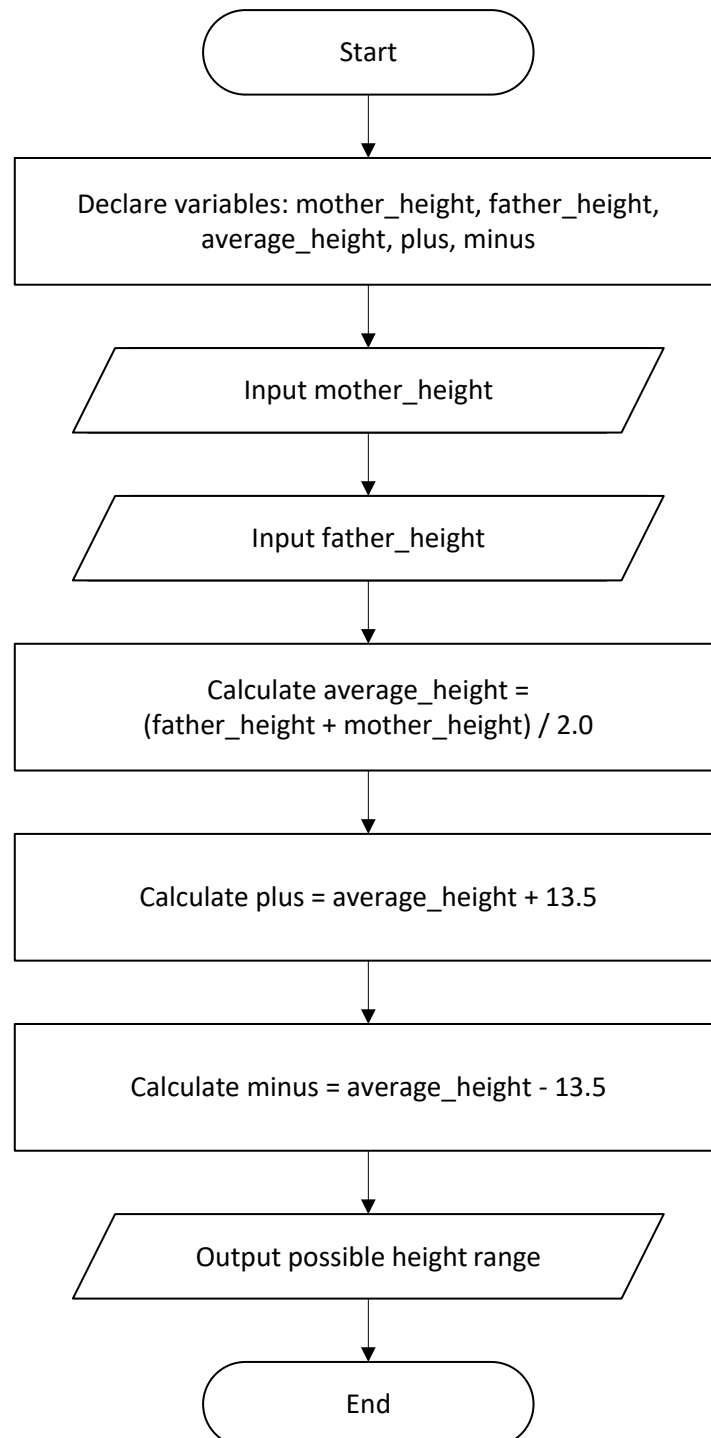 Start
Declare variables: mother_height, father_height,
average_height, plus, minus
Input mother_height
Input father_height
Calculate average_height =
(father_height + mother_height) / 2.0
Calculate plus = average_height + 13.5
Calculate minus = average_height - 13.5
Output possible height range
End